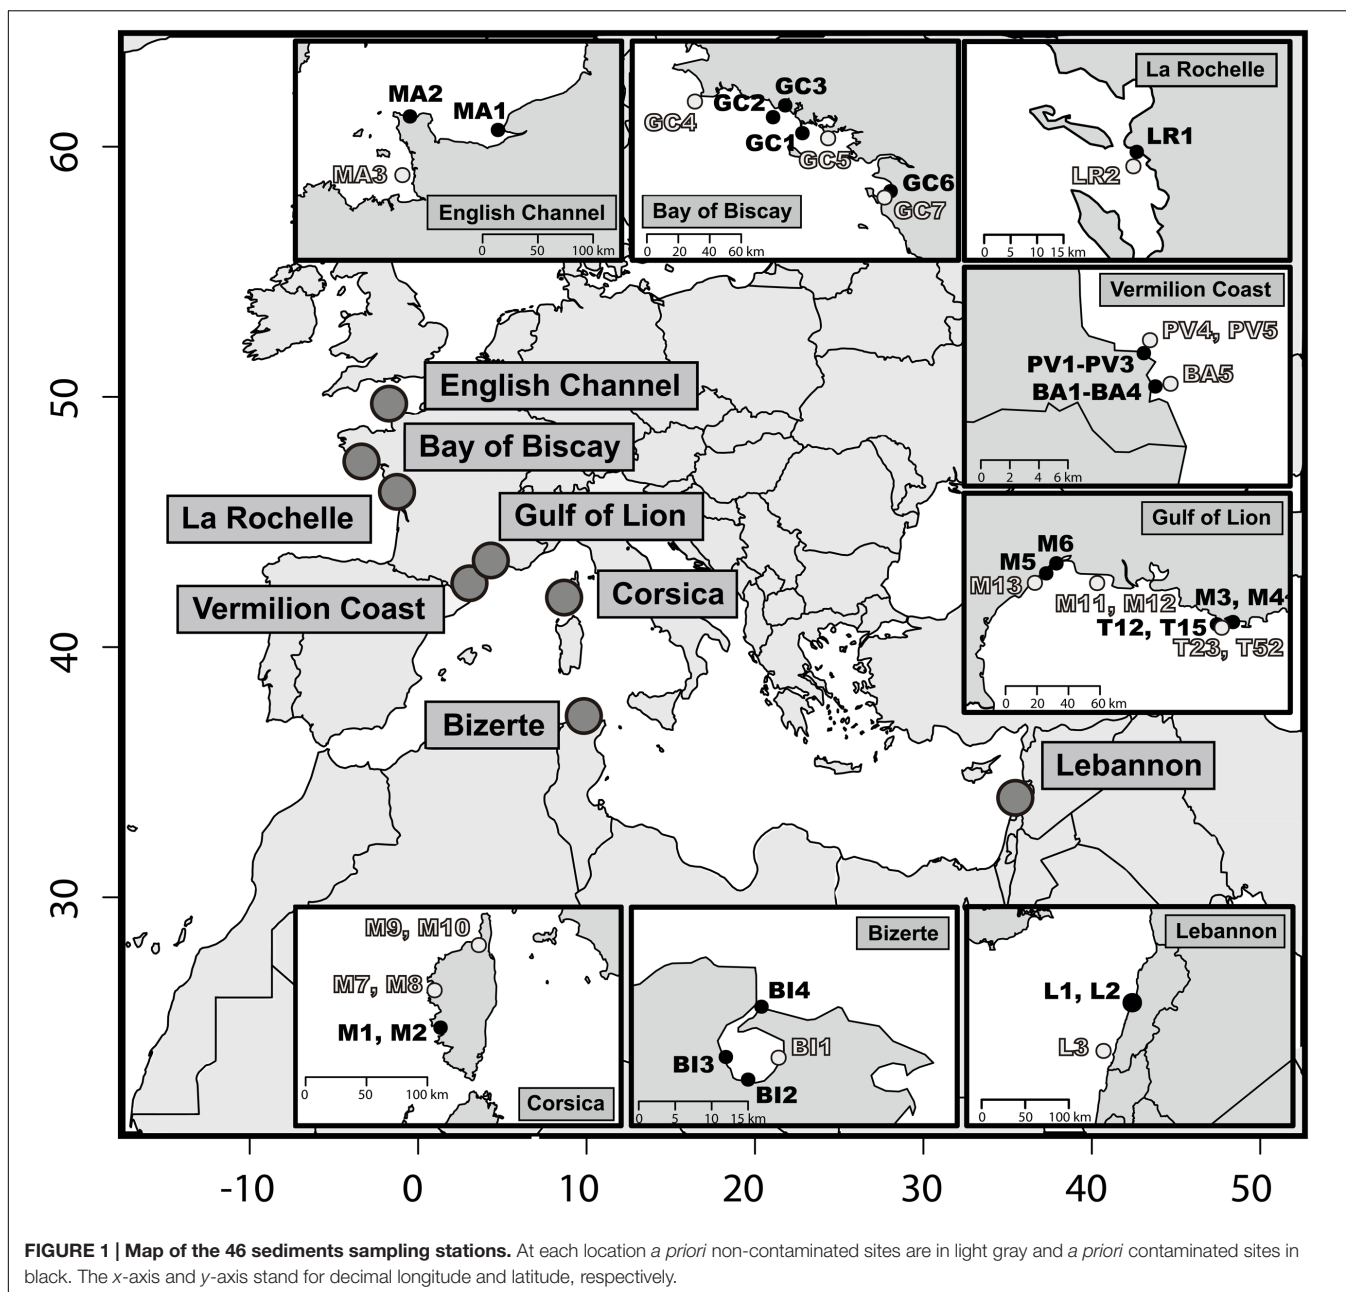 MA2
MA1
MA3
English Channel
0 50 100 km
GC3
GC2
GC4
GC1
GC5
GC6
GC7
Bay of Biscay
0 20 40 60 km
La Rochelle
LR1
LR2
0 5 10 15 km
Vermilion Coast
PV4, PV5
PV1-PV3
BA5
BA1-BA4
0 2 4 6 km
Gulf of Lion
M6
M5
M13
M11, M12
M3, M4
T12, T15
T23, T52
0 20 40 60 km
60
50
40
30
English Channel
Bay of Biscay
La Rochelle
Gulf of Lion
Vermilion Coast
Corsica
Bizerte
Lebannon
M9, M10
M7, M8
M1, M2
0 50 100 km
Corsica
Bizerte
BI4
BI3
BI1
BI2
0 5 10 15 km
Lebannon
L1, L2
L3
0 50 100 km
-10 0 10 20 30 40 50
FIGURE 1 | Map of the 46 sediments sampling stations. At each location a priori non-contaminated sites are in light gray and a priori contaminated sites in
black. The x-axis and y-axis stand for decimal longitude and latitude, respectively.